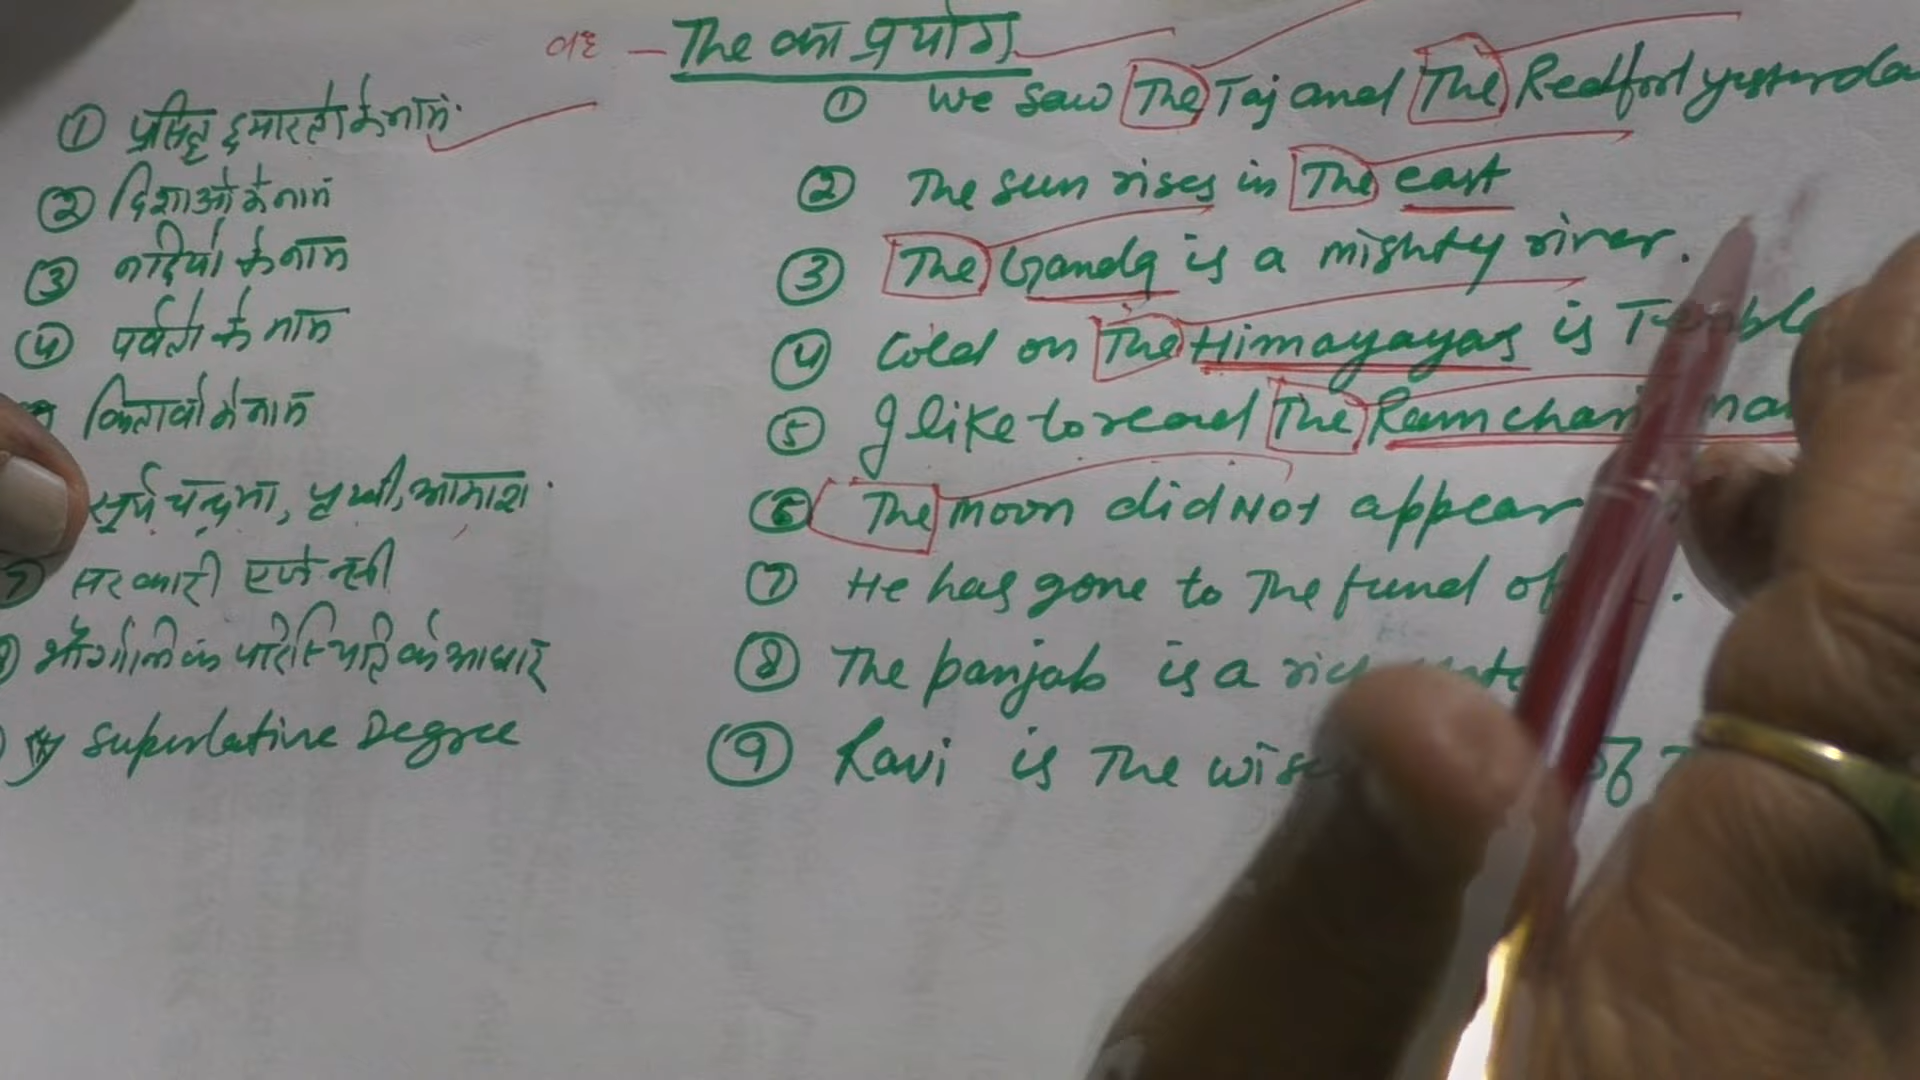 वह — The का प्रयोग
① प्रसिद्ध इमारतों के नाम
② दिशाओं के नाम
③ नदियों के नाम
④ पर्वतों के नाम
किताबों के नाम
सूर्य चन्द्रमा, पृथ्वी, आकाश
7 सरकारी एजेन्सी
भौगोलिक परिस्थिति के आधार
Superlative Degree
① We saw The Taj and The Redfort yesterda
② The sun rises in The east
③ The Ganga is a mighty river.
④ Cold on The Himayayas is
⑤ I like to read The Ramchari
⑥ The moon did Not appear
⑦ He has gone to The fund of
⑧ The panjab is a
⑨ Ravi is The of